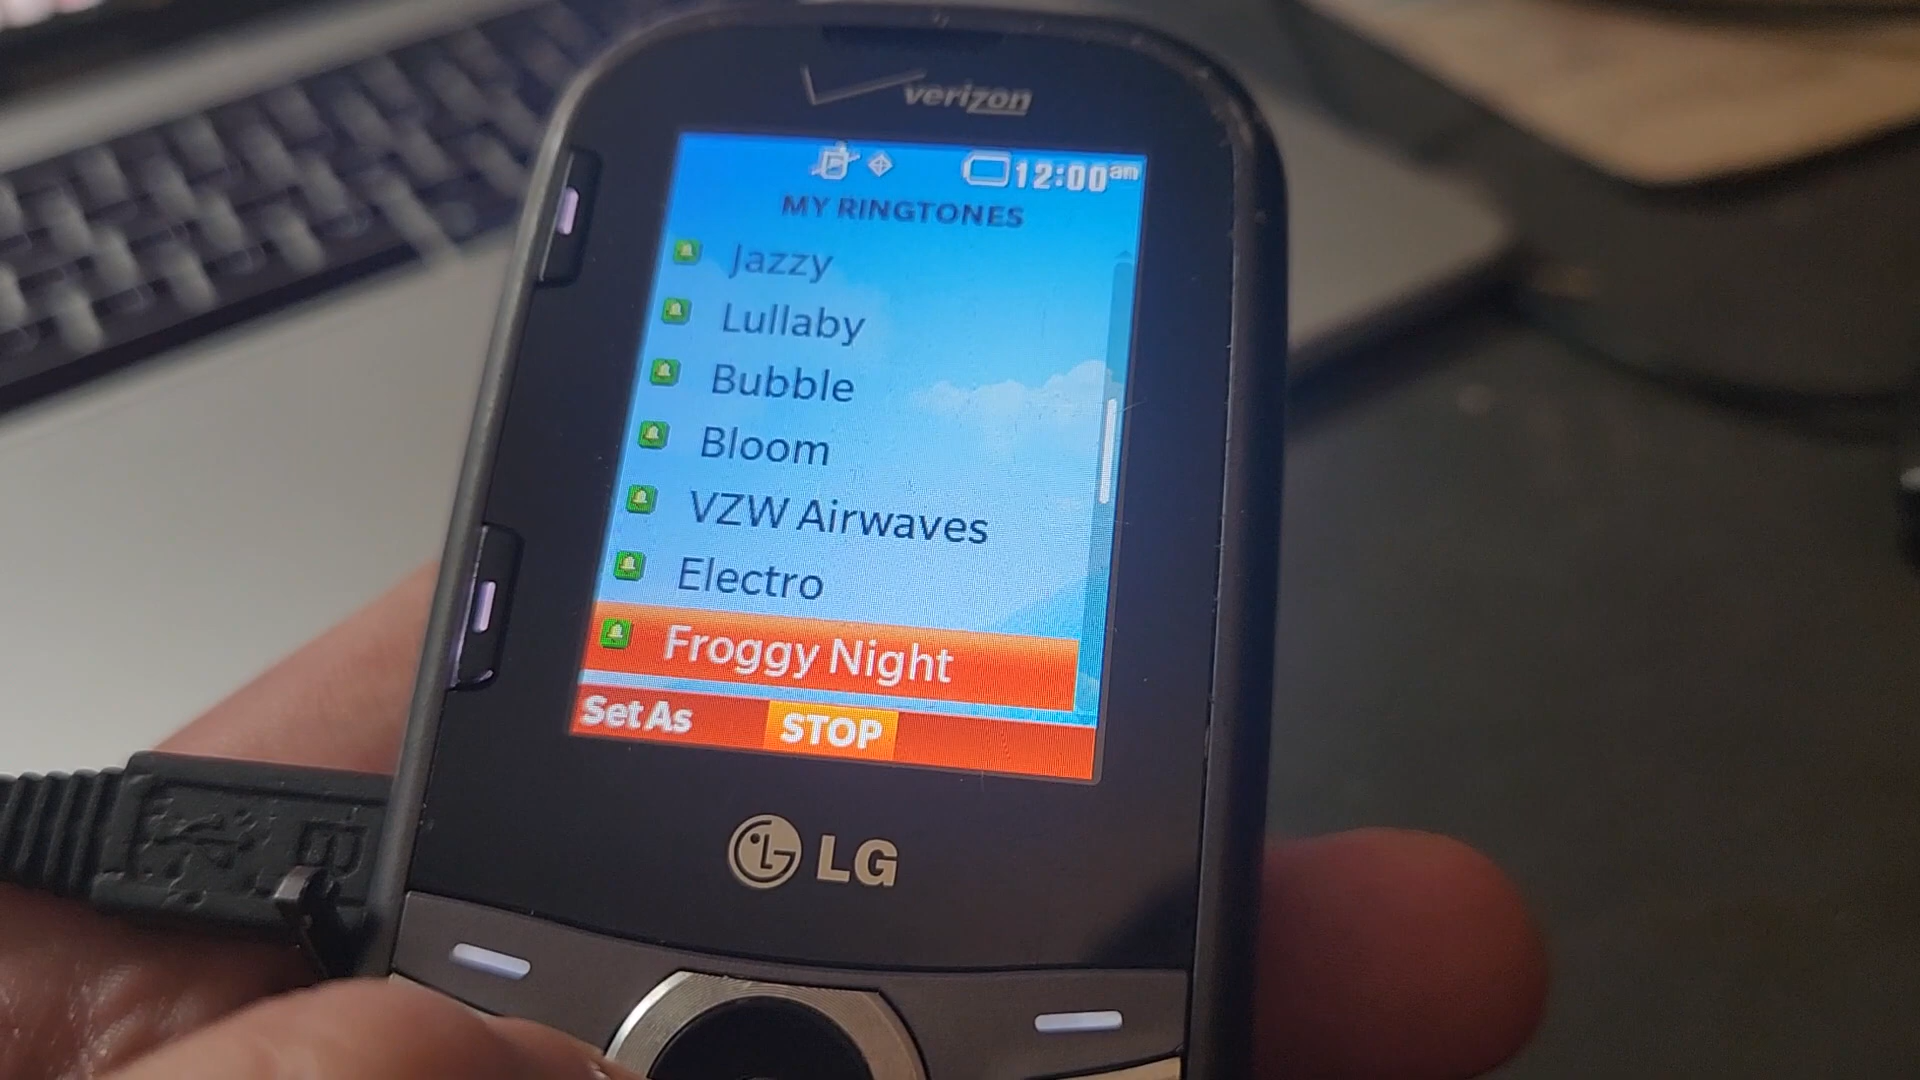 verizon
12:00am
MY RINGTONES
Jazzy
Lullaby
Bubble
Bloom
VZW Airwaves
Electro
Froggy Night
Set As STOP
LG